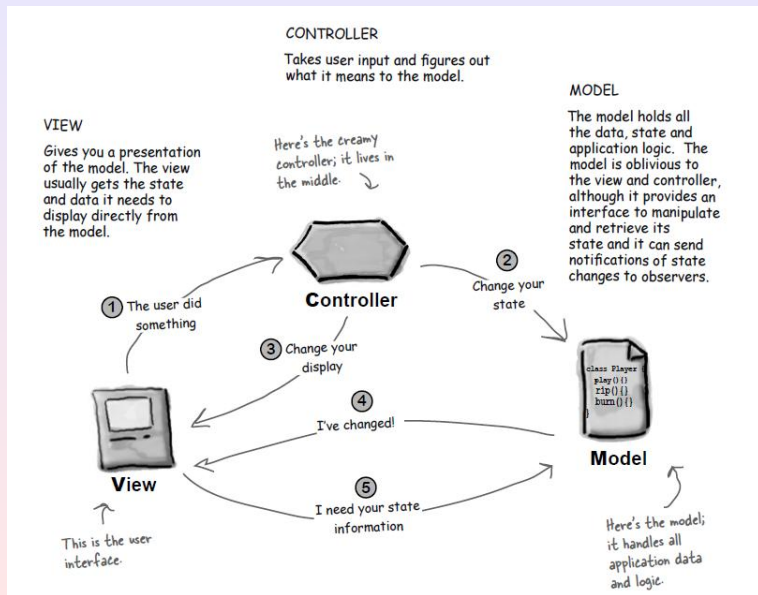 CONTROLLER
Takes user input and figures out
what it means to the model.
MODEL
The model holds all
the data, state and
application logic. The
model is oblivious to
the view and controller,
although it provides an
interface to manipulate
and retrieve its
state and it can send
notifications of state
changes to observers.
VIEW
Gives you a presentation
of the model. The view
usually gets the state
and data it needs to
display directly from
the model.
Here's the creamy
controller; it lives in
the middle.
Controller
1 The user did
something
2
Change your
state
3 Change your
display
4
I've changed!
5
I need your state
information
class Player {
play(){}
rip(){}
burn(){}
}
View
Model
This is the user
interface.
Here's the model;
it handles all
application data
and logic.